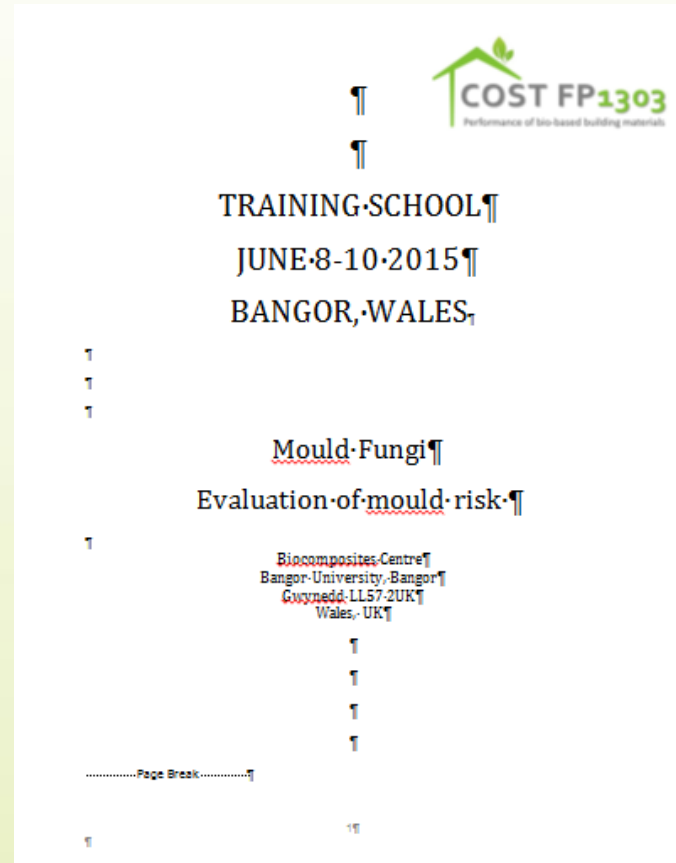 COST FP1303
Performance of bio-based building materials
¶
¶
TRAINING·SCHOOL¶
JUNE·8-10·2015¶
BANGOR,·WALES¶
¶
¶
¶
Mould·Fungi¶
Evaluation·of·mould·risk·¶
¶
Biocomposites·Centre¶
Bangor·University,·Bangor¶
Gwynedd·LL57·2UK¶
Wales,·UK¶
¶
¶
¶
¶
Page Break¶
1¶
¶